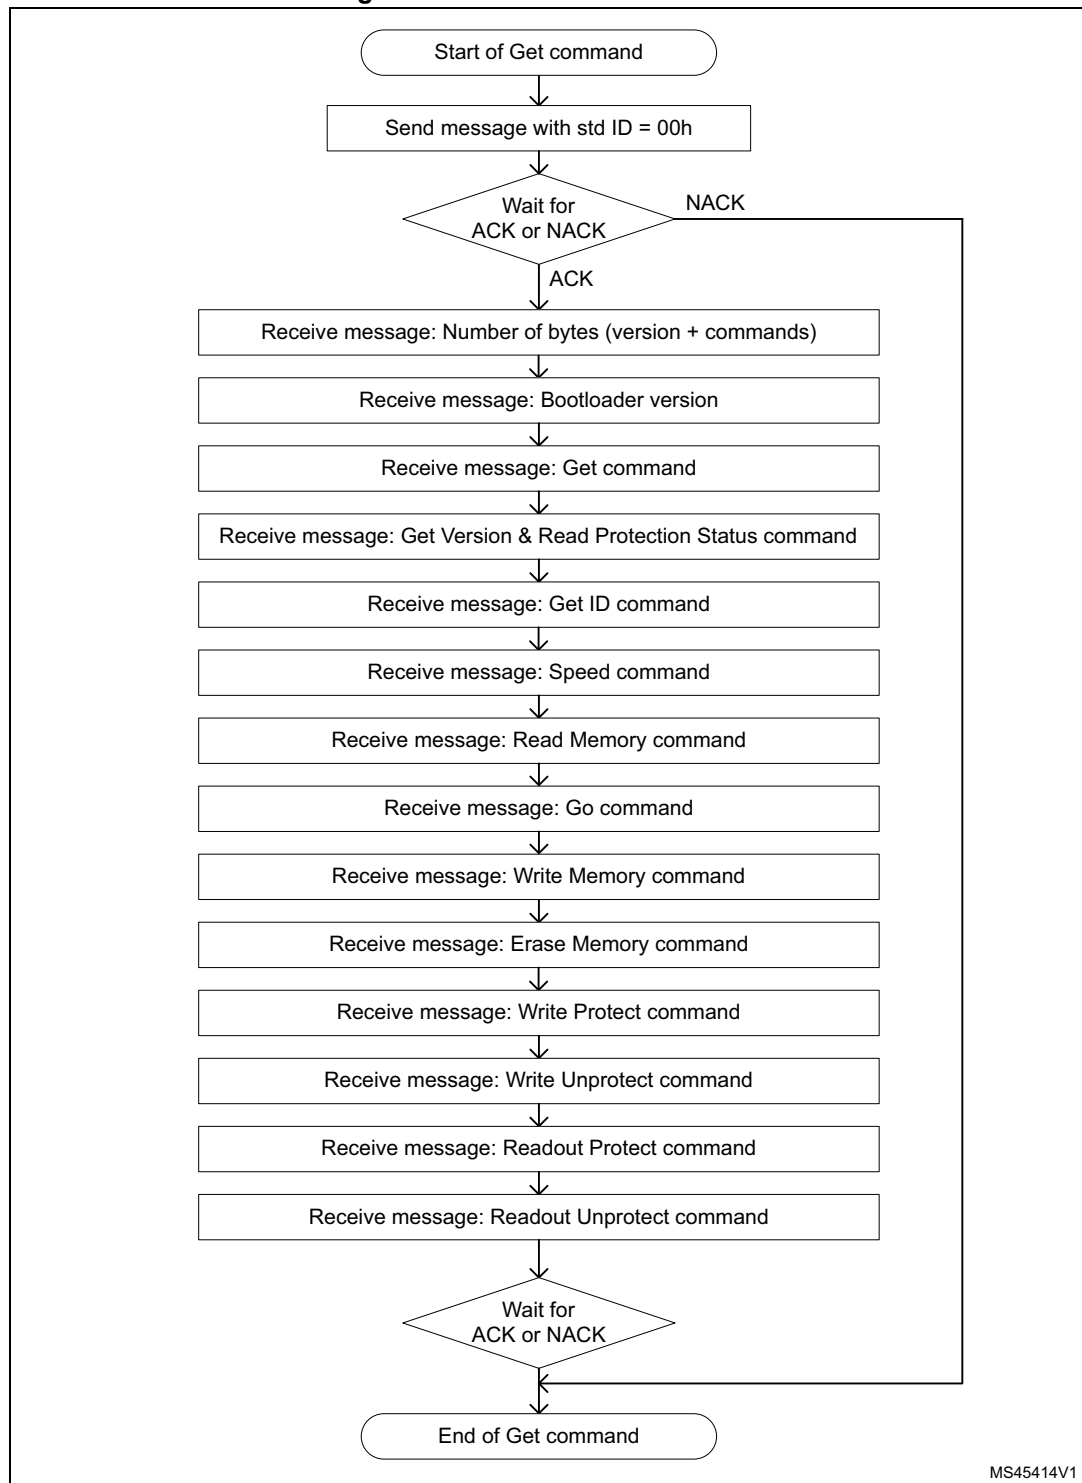 Start of Get command
Send message with std ID = 00h
Wait for
ACK or NACK
NACK
ACK
Receive message: Number of bytes (version + commands)
Receive message: Bootloader version
Receive message: Get command
Receive message: Get Version & Read Protection Status command
Receive message: Get ID command
Receive message: Speed command
Receive message: Read Memory command
Receive message: Go command
Receive message: Write Memory command
Receive message: Erase Memory command
Receive message: Write Protect command
Receive message: Write Unprotect command
Receive message: Readout Protect command
Receive message: Readout Unprotect command
Wait for
ACK or NACK
End of Get command
MS45414V1